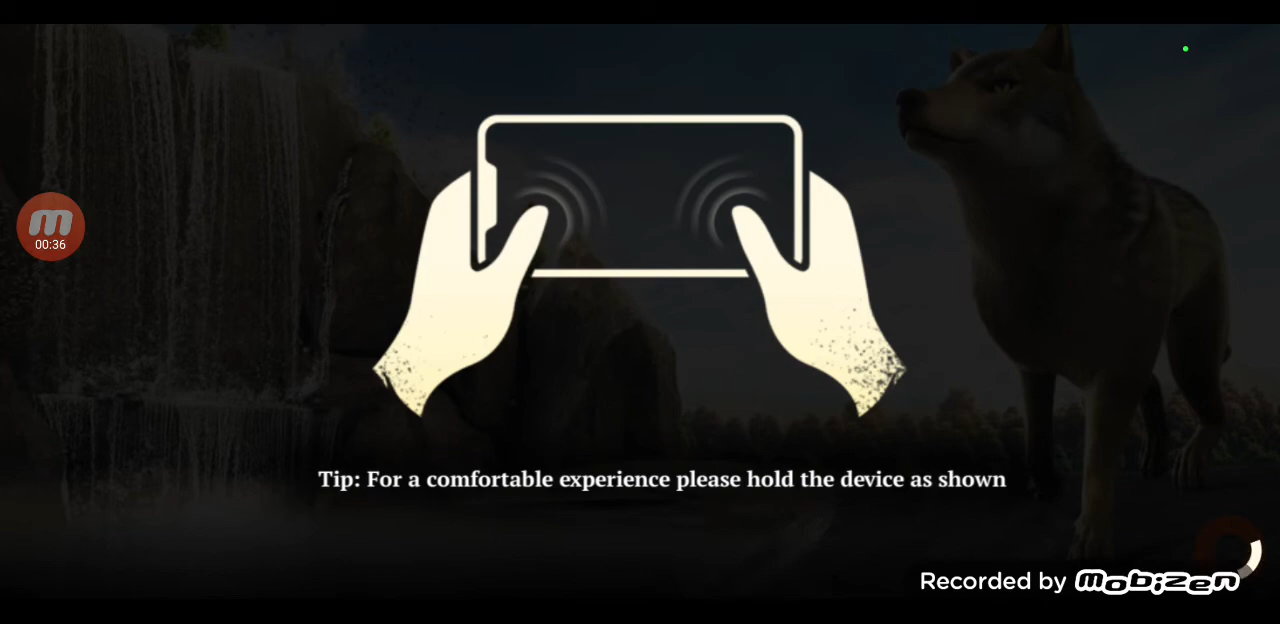 00:36
Tip: For a comfortable experience please hold the device as shown
Recorded by Mobizen